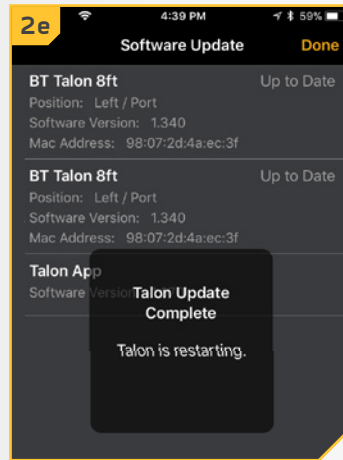 2e
4:39 PM
59%
Software Update
Done
BT Talon 8ft
Up to Date
Position: Left / Port
Software Version: 1.340
Mac Address: 98:07:2d:4a:ec:3f
BT Talon 8ft
Up to Date
Position: Left / Port
Software Version: 1.340
Mac Address: 98:07:2d:4a:ec:3f
Talon App
Software Version
Talon Update
Complete
Talon is restarting.